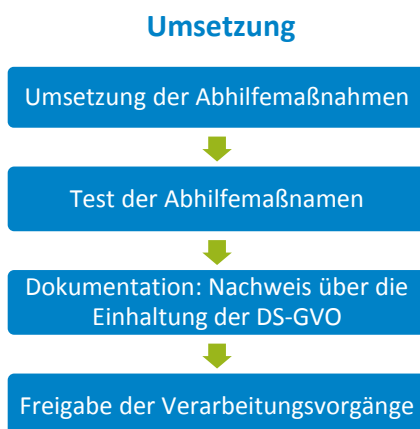 Umsetzung
Umsetzung der Abhilfemaßnahmen
Test der Abhilfemaßnamen
Dokumentation: Nachweis über die
Einhaltung der DS-GVO
Freigabe der Verarbeitungsvorgänge